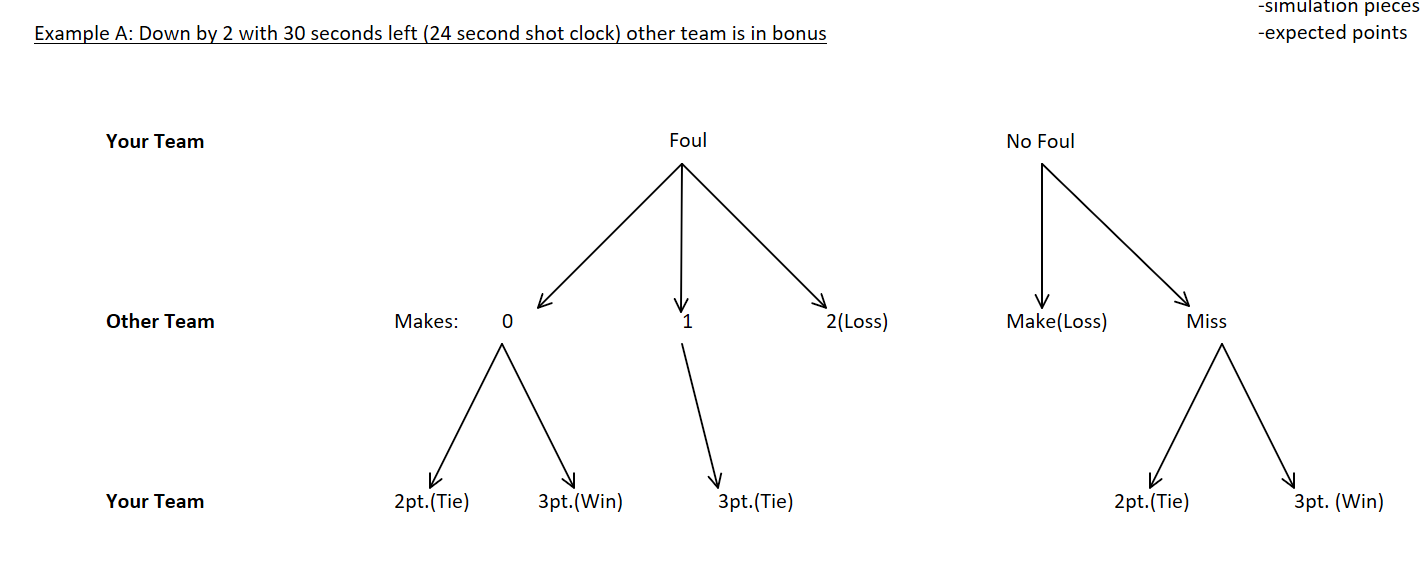 -simulation pieces
-expected points
Example A: Down by 2 with 30 seconds left (24 second shot clock) other team is in bonus
Your Team Foul No Foul
Other Team Makes: 0 1 2(Loss) Make(Loss) Miss
Your Team 2pt.(Tie) 3pt.(Win) 3pt.(Tie) 2pt.(Tie) 3pt. (Win)